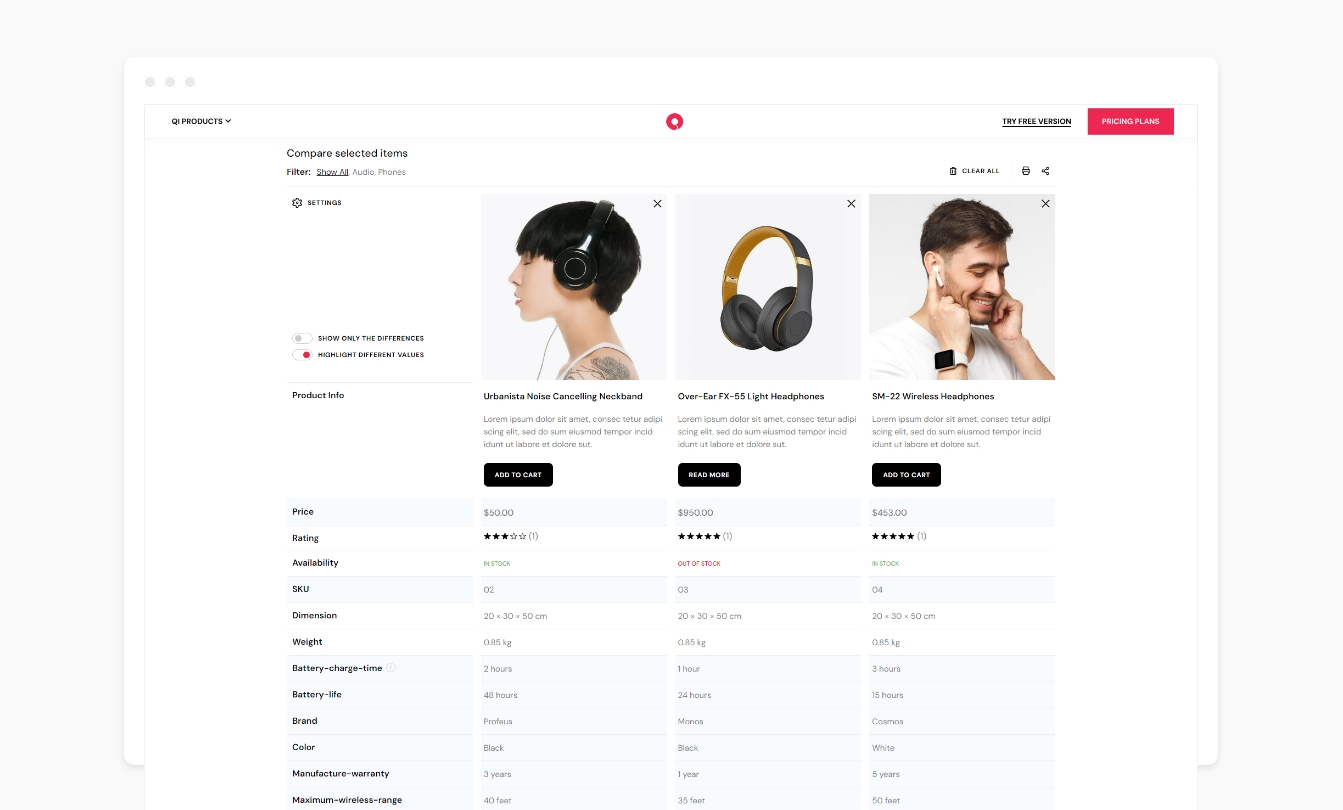 QI PRODUCTS
TRY FREE VERSION
PRICING PLANS
Compare selected items
Filter: Show All, Audio, Phones
CLEAR ALL
SETTINGS
SHOW ONLY THE DIFFERENCES
HIGHLIGHT DIFFERENT VALUES
Product Info
Urbanista Noise Cancelling Neckband
Lorem ipsum dolor sit amet, consec tetur adipi
scing elit, sed do sum eiusmod tempor incid
idunt ut labore et dolore sut.
ADD TO CART
Over-Ear FX-55 Light Headphones
Lorem ipsum dolor sit amet, consec tetur adipi
scing elit, sed do sum eiusmod tempor incid
idunt ut labore et dolore sut.
READ MORE
SM-22 Wireless Headphones
Lorem ipsum dolor sit amet, consec tetur adipi
scing elit, sed do sum eiusmod tempor incid
idunt ut labore et dolore sut.
ADD TO CART
Price $50.00 $950.00 $453.00
Rating ★★★☆☆ (1) ★★★★★ (1) ★★★★★ (1)
Availability IN STOCK OUT OF STOCK IN STOCK
SKU 02 03 04
Dimension 20 × 30 × 50 cm 20 × 30 × 50 cm 20 × 30 × 50 cm
Weight 0.85 kg 0.85 kg 0.85 kg
Battery-charge-time 2 hours 1 hour 3 hours
Battery-life 48 hours 24 hours 15 hours
Brand Profeus Monos Cosmos
Color Black Black White
Manufacture-warranty 3 years 1 year 5 years
Maximum-wireless-range 40 feet 35 feet 50 feet